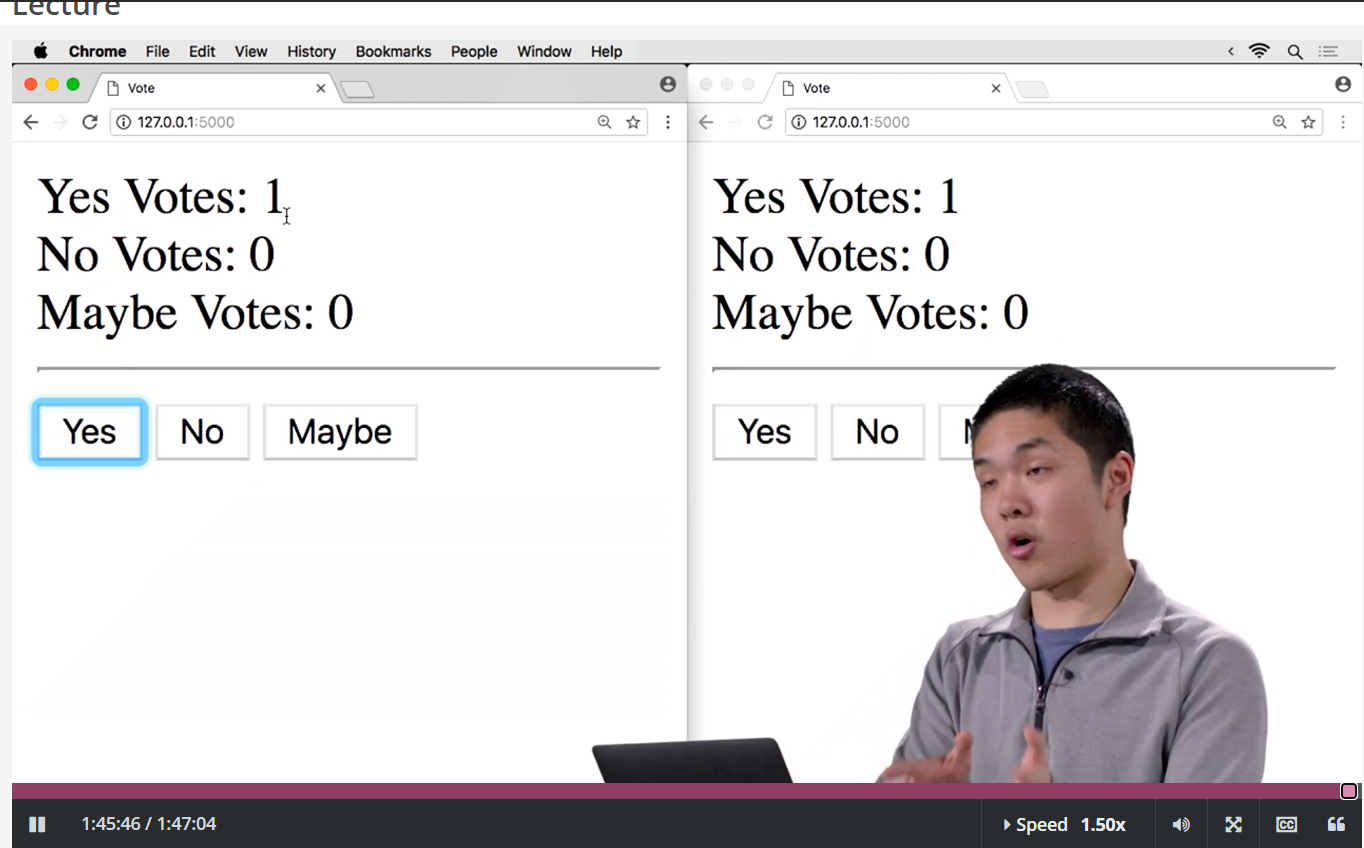 Lecture
Chrome File Edit View History Bookmarks People Window Help
Vote
127.0.0.1:5000
Yes Votes: 1
No Votes: 0
Maybe Votes: 0
Yes No Maybe
Vote
127.0.0.1:5000
Yes Votes: 1
No Votes: 0
Maybe Votes: 0
Yes No
1:45:46 / 1:47:04
Speed 1.50x
CC